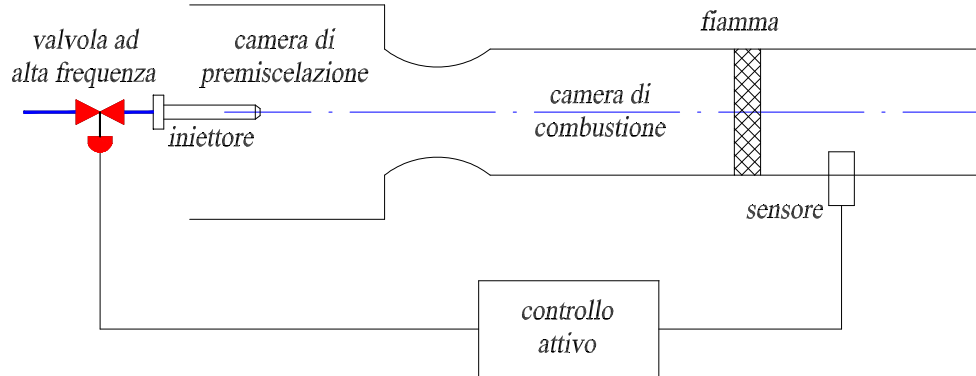 valvola ad
alta frequenza
camera di
premiscelazione
iniettore
camera di
combustione
fiamma
sensore
controllo
attivo